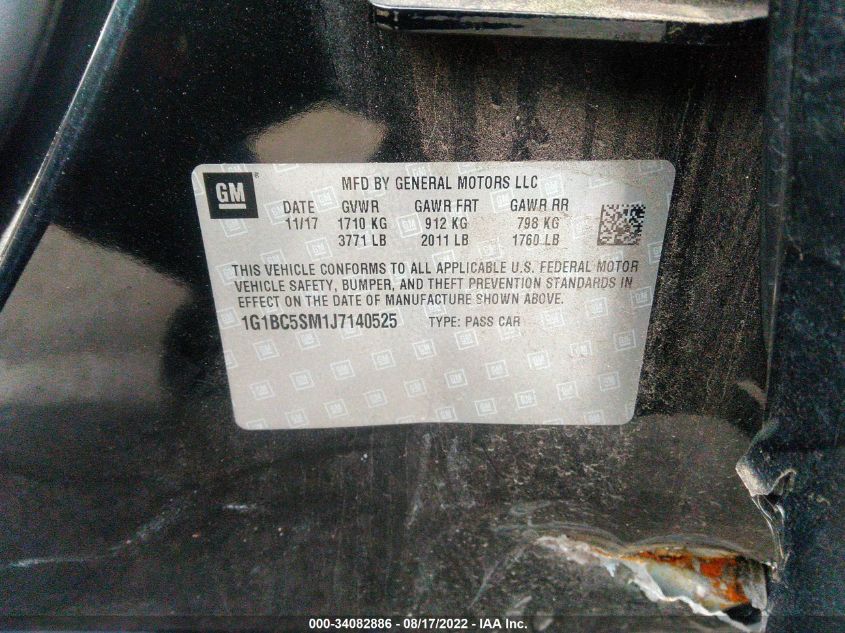 GM
MFD BY GENERAL MOTORS LLC
DATE GVWR GAWR FRT GAWR RR
11/17 1710 KG 912 KG 798 KG
3771 LB 2011 LB 1760 LB
THIS VEHICLE CONFORMS TO ALL APPLICABLE U.S. FEDERAL MOTOR
VEHICLE SAFETY, BUMPER, AND THEFT PREVENTION STANDARDS IN
EFFECT ON THE DATE OF MANUFACTURE SHOWN ABOVE.
1G1BC5SM1J7140525 TYPE: PASS CAR
000-34082886 - 08/17/2022 - IAA Inc.